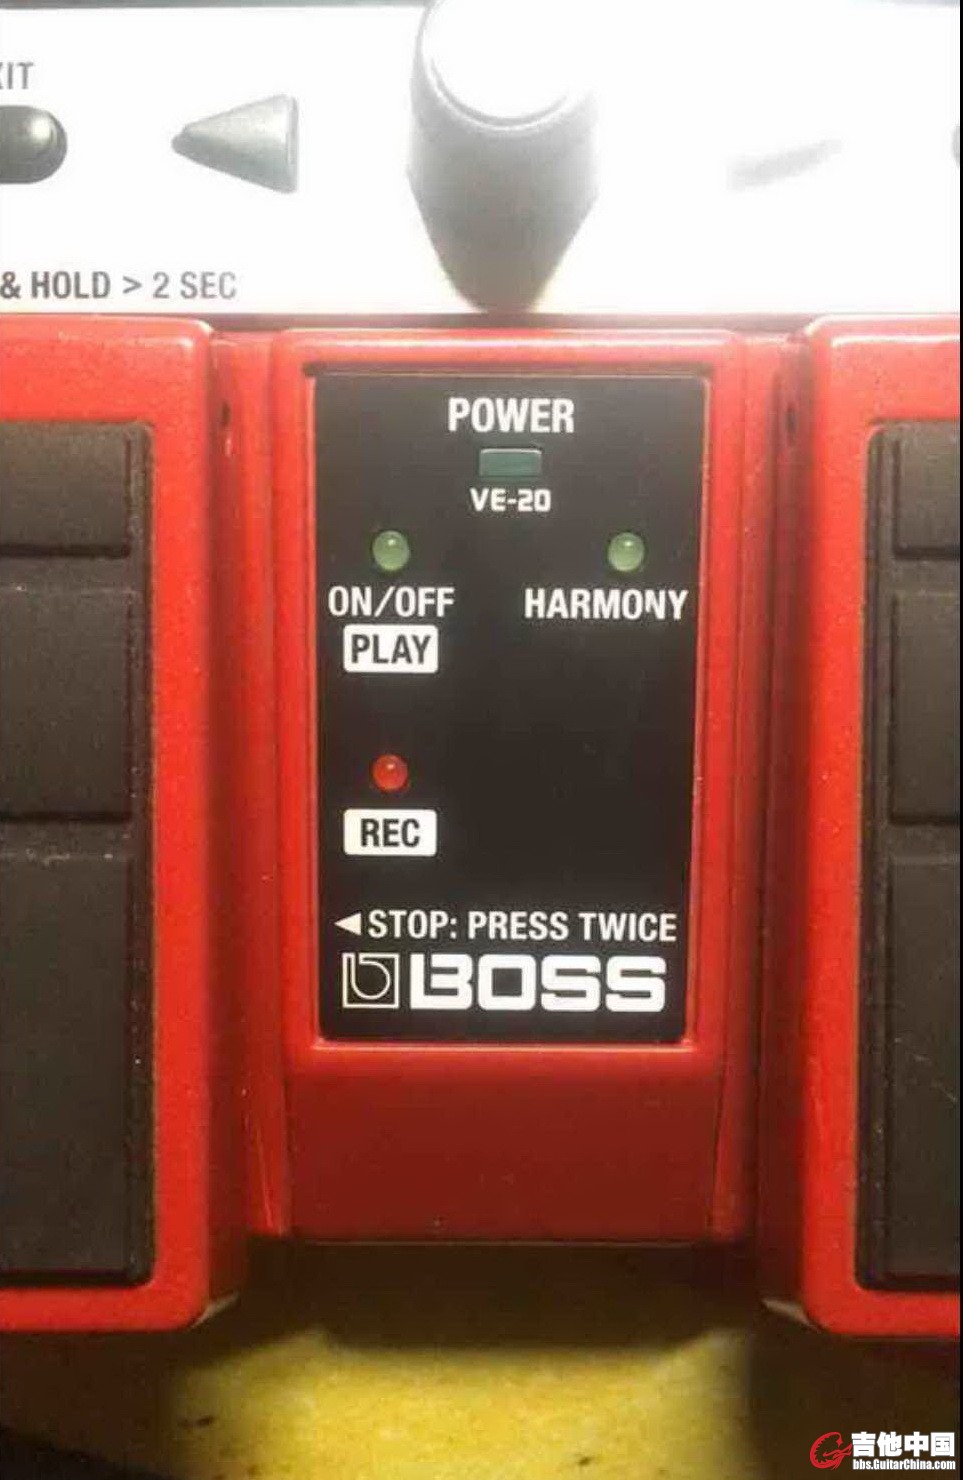 XIT
& HOLD > 2 SEC
POWER
VE-20
ON/OFF
HARMONY
PLAY
REC
◄STOP: PRESS TWICE
BOSS
吉他中国
bbs.GuitarChina.com